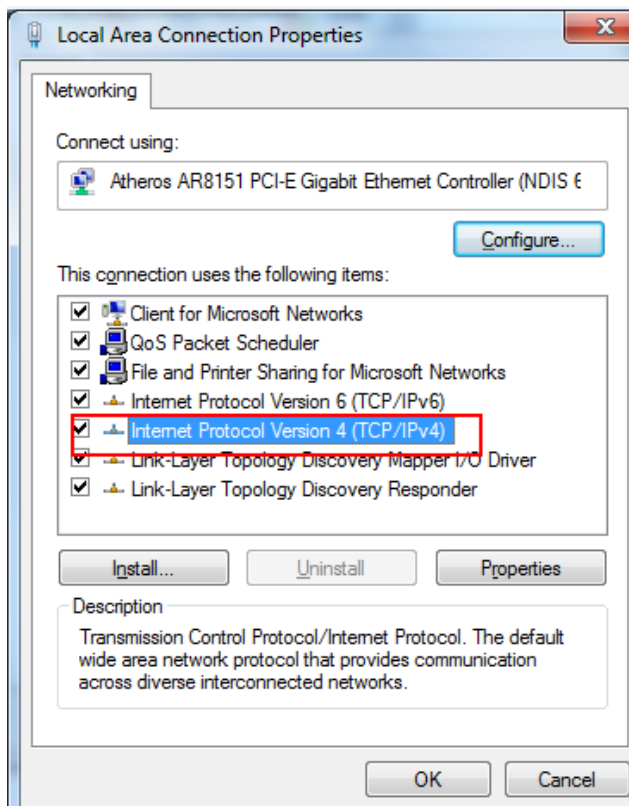 Local Area Connection Properties
Networking
Connect using:
Atheros AR8151 PCI-E Gigabit Ethernet Controller (NDIS 6
Configure...
This connection uses the following items:
Client for Microsoft Networks
QoS Packet Scheduler
File and Printer Sharing for Microsoft Networks
Internet Protocol Version 6 (TCP/IPv6)
Internet Protocol Version 4 (TCP/IPv4)
Link-Layer Topology Discovery Mapper I/O Driver
Link-Layer Topology Discovery Responder
Install...
Uninstall
Properties
Description
Transmission Control Protocol/Internet Protocol. The default
wide area network protocol that provides communication
across diverse interconnected networks.
OK
Cancel